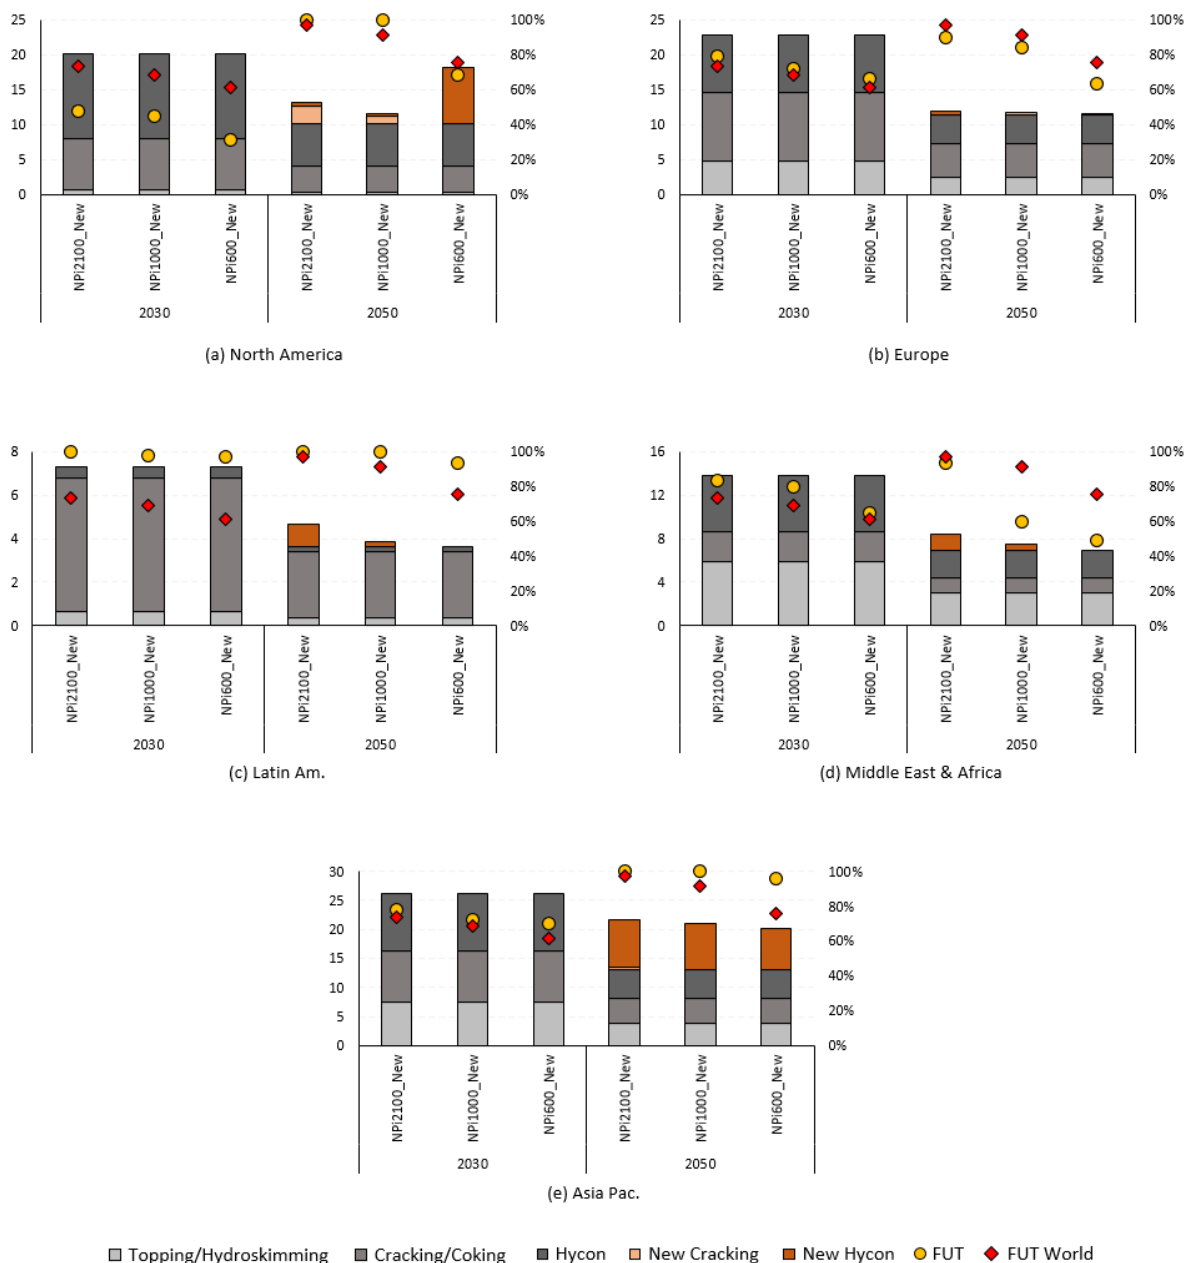 25
20
15
10
5
0
100%
80%
60%
40%
20%
0%
NPi2100_New
NPi1000_New
NPi600_New
NPi2100_New
NPi1000_New
NPi600_New
2030
2050
(a) North America
25
20
15
10
5
0
100%
80%
60%
40%
20%
0%
NPi2100_New
NPi1000_New
NPi600_New
NPi2100_New
NPi1000_New
NPi600_New
2030
2050
(b) Europe
8
6
4
2
0
100%
80%
60%
40%
20%
0%
NPi2100_New
NPi1000_New
NPi600_New
NPi2100_New
NPi1000_New
NPi600_New
2030
2050
(c) Latin Am.
16
12
8
4
0
100%
80%
60%
40%
20%
0%
NPi2100_New
NPi1000_New
NPi600_New
NPi2100_New
NPi1000_New
NPi600_New
2030
2050
(d) Middle East & Africa
30
25
20
15
10
5
0
100%
80%
60%
40%
20%
0%
NPi2100_New
NPi1000_New
NPi600_New
NPi2100_New
NPi1000_New
NPi600_New
2030
2050
(e) Asia Pac.
Topping/Hydroskimming Cracking/Coking Hycon New Cracking New Hycon FUT FUT World